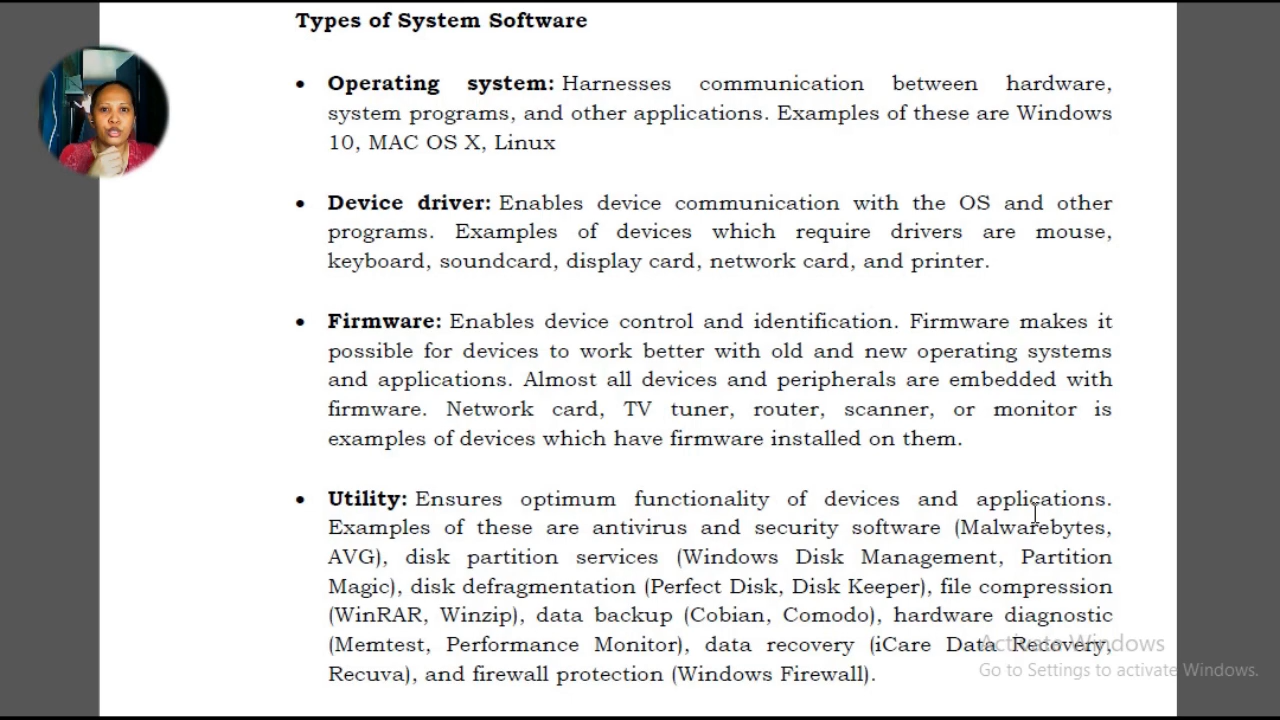 Types of System Software
• Operating system: Harnesses communication between hardware,
system programs, and other applications. Examples of these are Windows
10, MAC OS X, Linux
• Device driver: Enables device communication with the OS and other
programs. Examples of devices which require drivers are mouse,
keyboard, soundcard, display card, network card, and printer.
• Firmware: Enables device control and identification. Firmware makes it
possible for devices to work better with old and new operating systems
and applications. Almost all devices and peripherals are embedded with
firmware. Network card, TV tuner, router, scanner, or monitor is
examples of devices which have firmware installed on them.
• Utility: Ensures optimum functionality of devices and applications.
Examples of these are antivirus and security software (Malwarebytes,
AVG), disk partition services (Windows Disk Management, Partition
Magic), disk defragmentation (Perfect Disk, Disk Keeper), file compression
(WinRAR, Winzip), data backup (Cobian, Comodo), hardware diagnostic
(Memtest, Performance Monitor), data recovery (iCare Data Recovery,
Recuva), and firewall protection (Windows Firewall).
Activate Windows
Go to Settings to activate Windows.